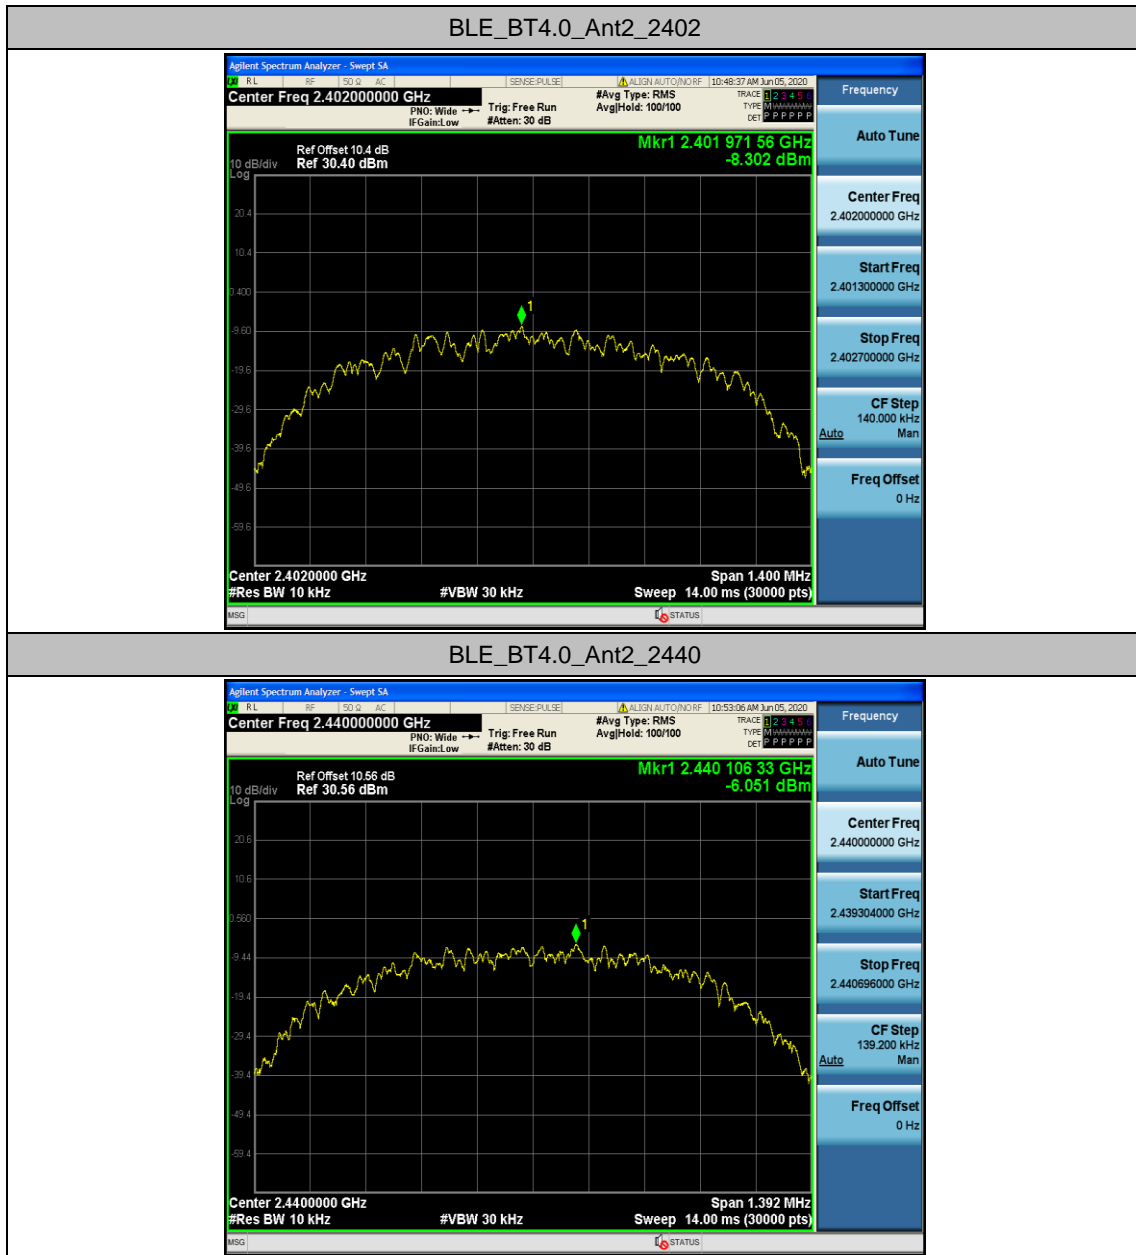 BLE_BT4.0_Ant2_2402
Agilent Spectrum Analyzer - Swept SA
RL RF 50 Ω AC SENSE:PULSE ALIGN AUTO/NO RF 10:48:37 AM Jun 05, 2020
Center Freq 2.402000000 GHz
PNO: Wide
IFGain:Low
Trig: Free Run
#Atten: 30 dB
#Avg Type: RMS
Avg|Hold: 100/100
TRACE 1 2 3 4 5 6
TYPE M
DET P P P P P P
Frequency
Auto Tune
Center Freq
2.402000000 GHz
Start Freq
2.401300000 GHz
Stop Freq
2.402700000 GHz
CF Step
140.000 kHz
Auto Man
Freq Offset
0 Hz
Mkr1 2.401 971 56 GHz
-8.302 dBm
Ref Offset 10.4 dB
10 dB/div Ref 30.40 dBm
Log
20.4
10.4
0.400
-9.60
-19.6
-29.6
-39.6
-49.6
-59.6
1
Center 2.4020000 GHz Span 1.400 MHz
#Res BW 10 kHz #VBW 30 kHz Sweep 14.00 ms (30000 pts)
MSG STATUS
BLE_BT4.0_Ant2_2440
Agilent Spectrum Analyzer - Swept SA
RL RF 50 Ω AC SENSE:PULSE ALIGN AUTO/NO RF 10:53:06 AM Jun 05, 2020
Center Freq 2.440000000 GHz
PNO: Wide
IFGain:Low
Trig: Free Run
#Atten: 30 dB
#Avg Type: RMS
Avg|Hold: 100/100
TRACE 1 2 3 4 5 6
TYPE M
DET P P P P P P
Frequency
Auto Tune
Center Freq
2.440000000 GHz
Start Freq
2.439304000 GHz
Stop Freq
2.440696000 GHz
CF Step
139.200 kHz
Auto Man
Freq Offset
0 Hz
Mkr1 2.440 106 33 GHz
-6.051 dBm
Ref Offset 10.56 dB
10 dB/div Ref 30.56 dBm
Log
20.6
10.6
0.560
-9.44
-19.4
-29.4
-39.4
-49.4
-59.4
1
Center 2.4400000 GHz Span 1.392 MHz
#Res BW 10 kHz #VBW 30 kHz Sweep 14.00 ms (30000 pts)
MSG STATUS